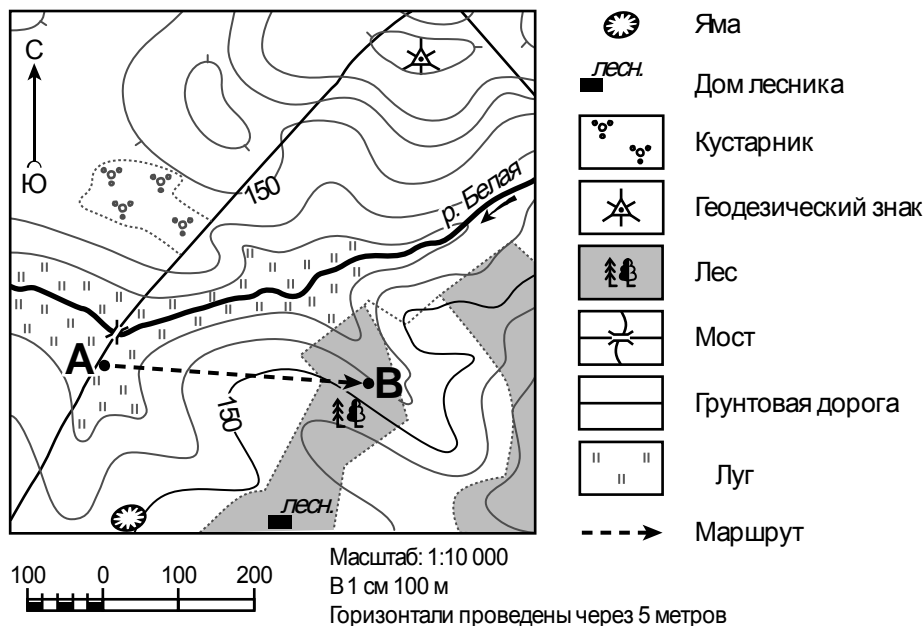 С
Ю
150
р. Белая
А
В
150
лесн.
Яма
лесн.
Дом лесника
Кустарник
Геодезический знак
Лес
Мост
Грунтовая дорога
Луг
Маршрут
100 0 100 200
Масштаб: 1:10 000
В 1 см 100 м
Горизонтали проведены через 5 метров